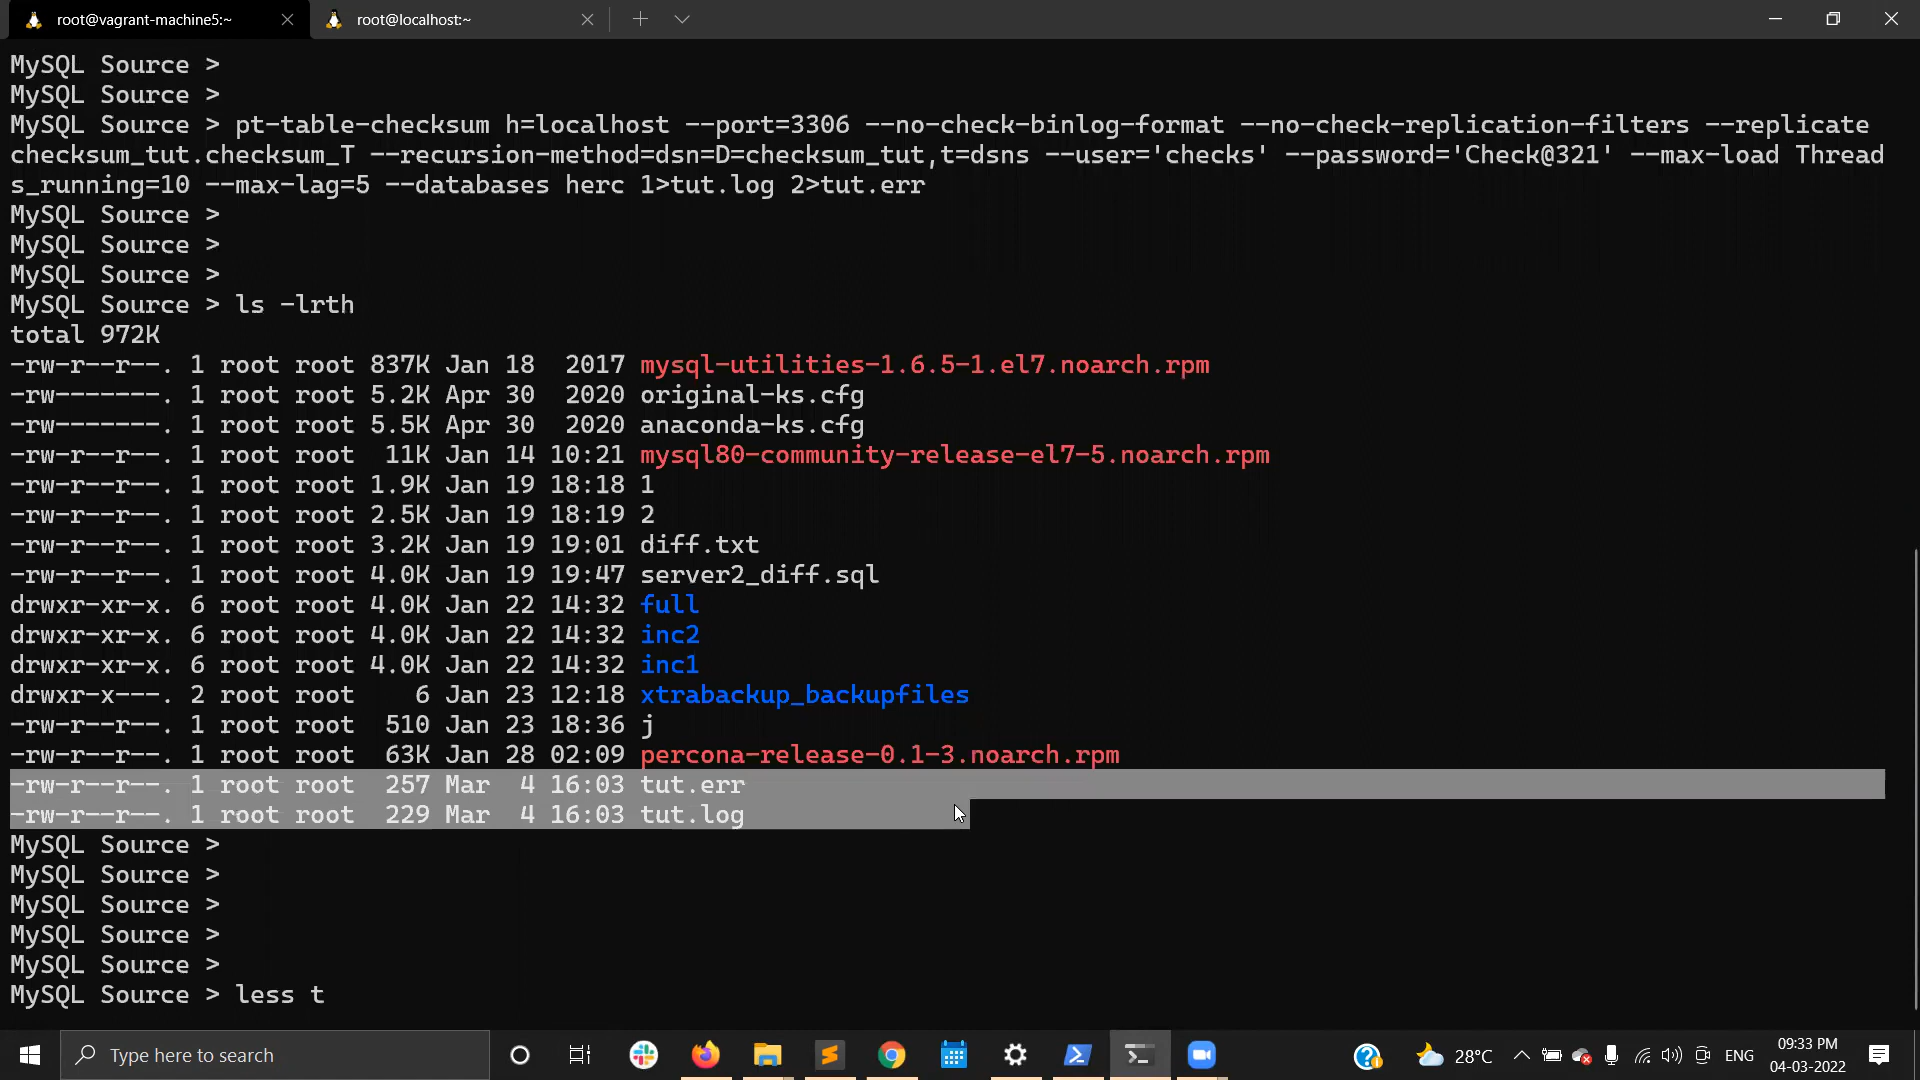 root@vagrant-machine5:~
root@localhost:~
MySQL Source >
MySQL Source >
MySQL Source > pt-table-checksum h=localhost --port=3306 --no-check-binlog-format --no-check-replication-filters --replicate
checksum_tut.checksum_T --recursion-method=dsn=D=checksum_tut,t=dsns --user='checks' --password='Check@321' --max-load Thread
s_running=10 --max-lag=5 --databases herc 1>tut.log 2>tut.err
MySQL Source >
MySQL Source >
MySQL Source >
MySQL Source > ls -lrth
total 972K
-rw-r--r--. 1 root root 837K Jan 18  2017 mysql-utilities-1.6.5-1.el7.noarch.rpm
-rw-------. 1 root root 5.2K Apr 30  2020 original-ks.cfg
-rw-------. 1 root root 5.5K Apr 30  2020 anaconda-ks.cfg
-rw-r--r--. 1 root root  11K Jan 14 10:21 mysql80-community-release-el7-5.noarch.rpm
-rw-r--r--. 1 root root 1.9K Jan 19 18:18 1
-rw-r--r--. 1 root root 2.5K Jan 19 18:19 2
-rw-r--r--. 1 root root 3.2K Jan 19 19:01 diff.txt
-rw-r--r--. 1 root root 4.0K Jan 19 19:47 server2_diff.sql
drwxr-xr-x. 6 root root 4.0K Jan 22 14:32 full
drwxr-xr-x. 6 root root 4.0K Jan 22 14:32 inc2
drwxr-xr-x. 6 root root 4.0K Jan 22 14:32 inc1
drwxr-x---. 2 root root    6 Jan 23 12:18 xtrabackup_backupfiles
-rw-r--r--. 1 root root  510 Jan 23 18:36 j
-rw-r--r--. 1 root root  63K Jan 28 02:09 percona-release-0.1-3.noarch.rpm
-rw-r--r--. 1 root root  257 Mar  4 16:03 tut.err
-rw-r--r--. 1 root root  229 Mar  4 16:03 tut.log
MySQL Source >
MySQL Source >
MySQL Source >
MySQL Source >
MySQL Source >
MySQL Source > less t
Type here to search
28°C
ENG
09:33 PM
04-03-2022